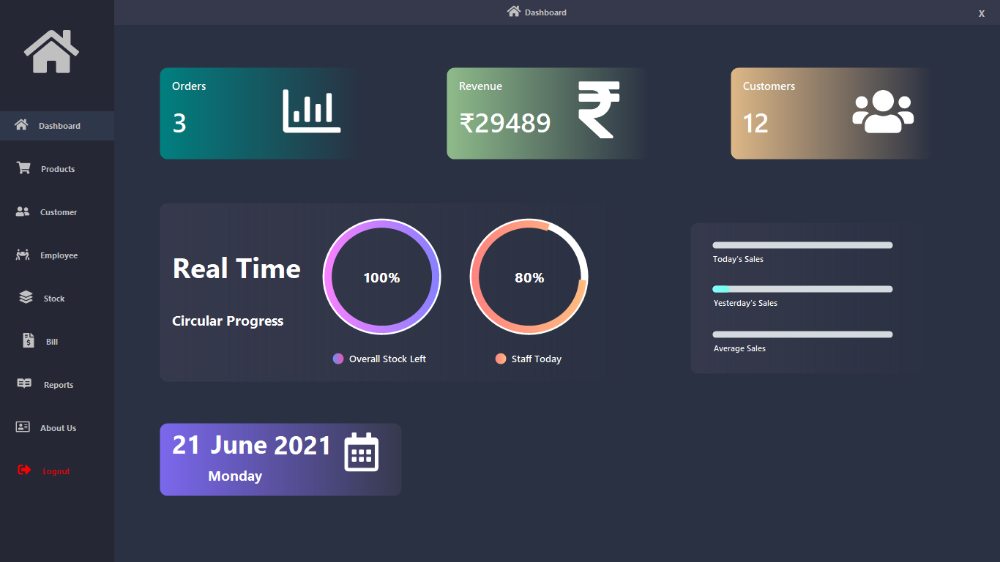 Dashboard
X
Dashboard
Products
Customer
Employee
Stock
Bill
Reports
About Us
Logout
Orders
3
Revenue
₹29489
Customers
12
Real Time
Circular Progress
100%
80%
Overall Stock Left
Staff Today
Today's Sales
Yesterday's Sales
Average Sales
21 June 2021
Monday